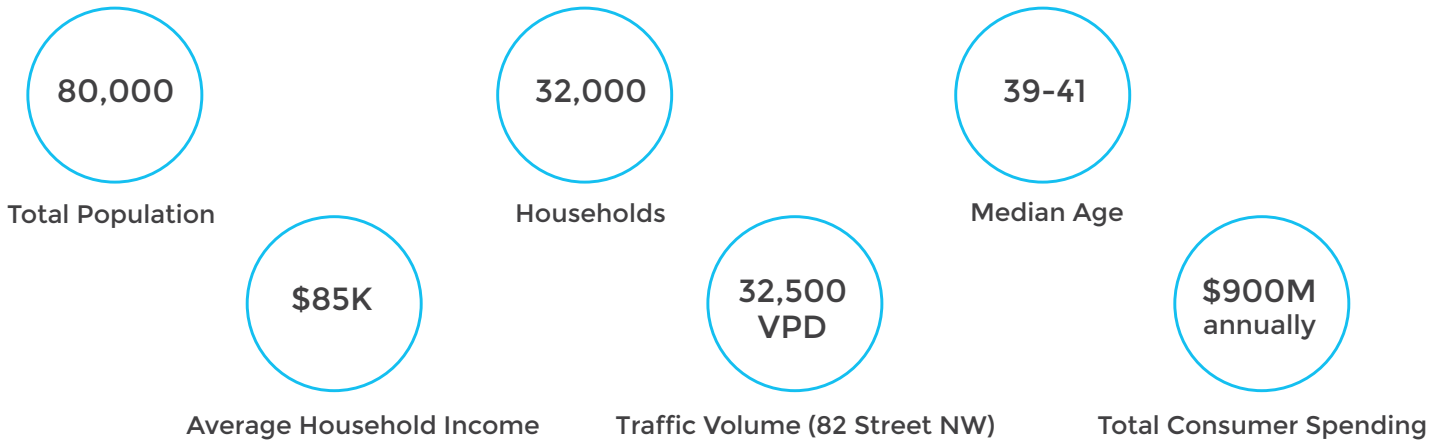 80,000
Total Population
32,000
Households
39-41
Median Age
$85K
Average Household Income
32,500
VPD
Traffic Volume (82 Street NW)
$900M
annually
Total Consumer Spending